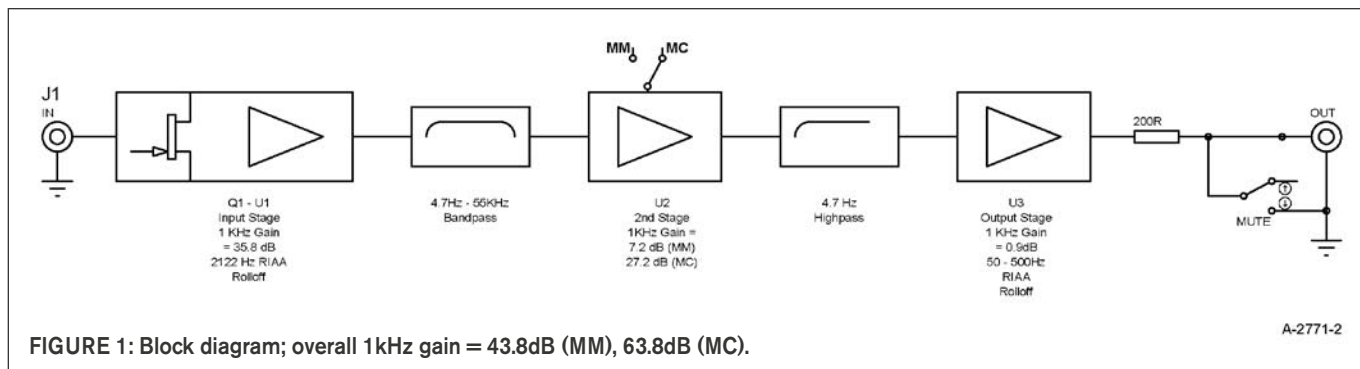 MM MC
J1
IN
200R
OUT
MUTE
Q1 - U1
Input Stage
1 KHz Gain
= 35.8 dB
2122 Hz RIAA
Rolloff
4.7Hz - 55KHz
Bandpass
U2
2nd Stage
1KHz Gain =
7.2 dB (MM)
27.2 dB (MC)
4.7 Hz
Highpass
U3
Output Stage
1 KHz Gain
= 0.9dB
50 - 500Hz
RIAA
Rolloff
A-2771-2
FIGURE 1: Block diagram; overall 1kHz gain = 43.8dB (MM), 63.8dB (MC).